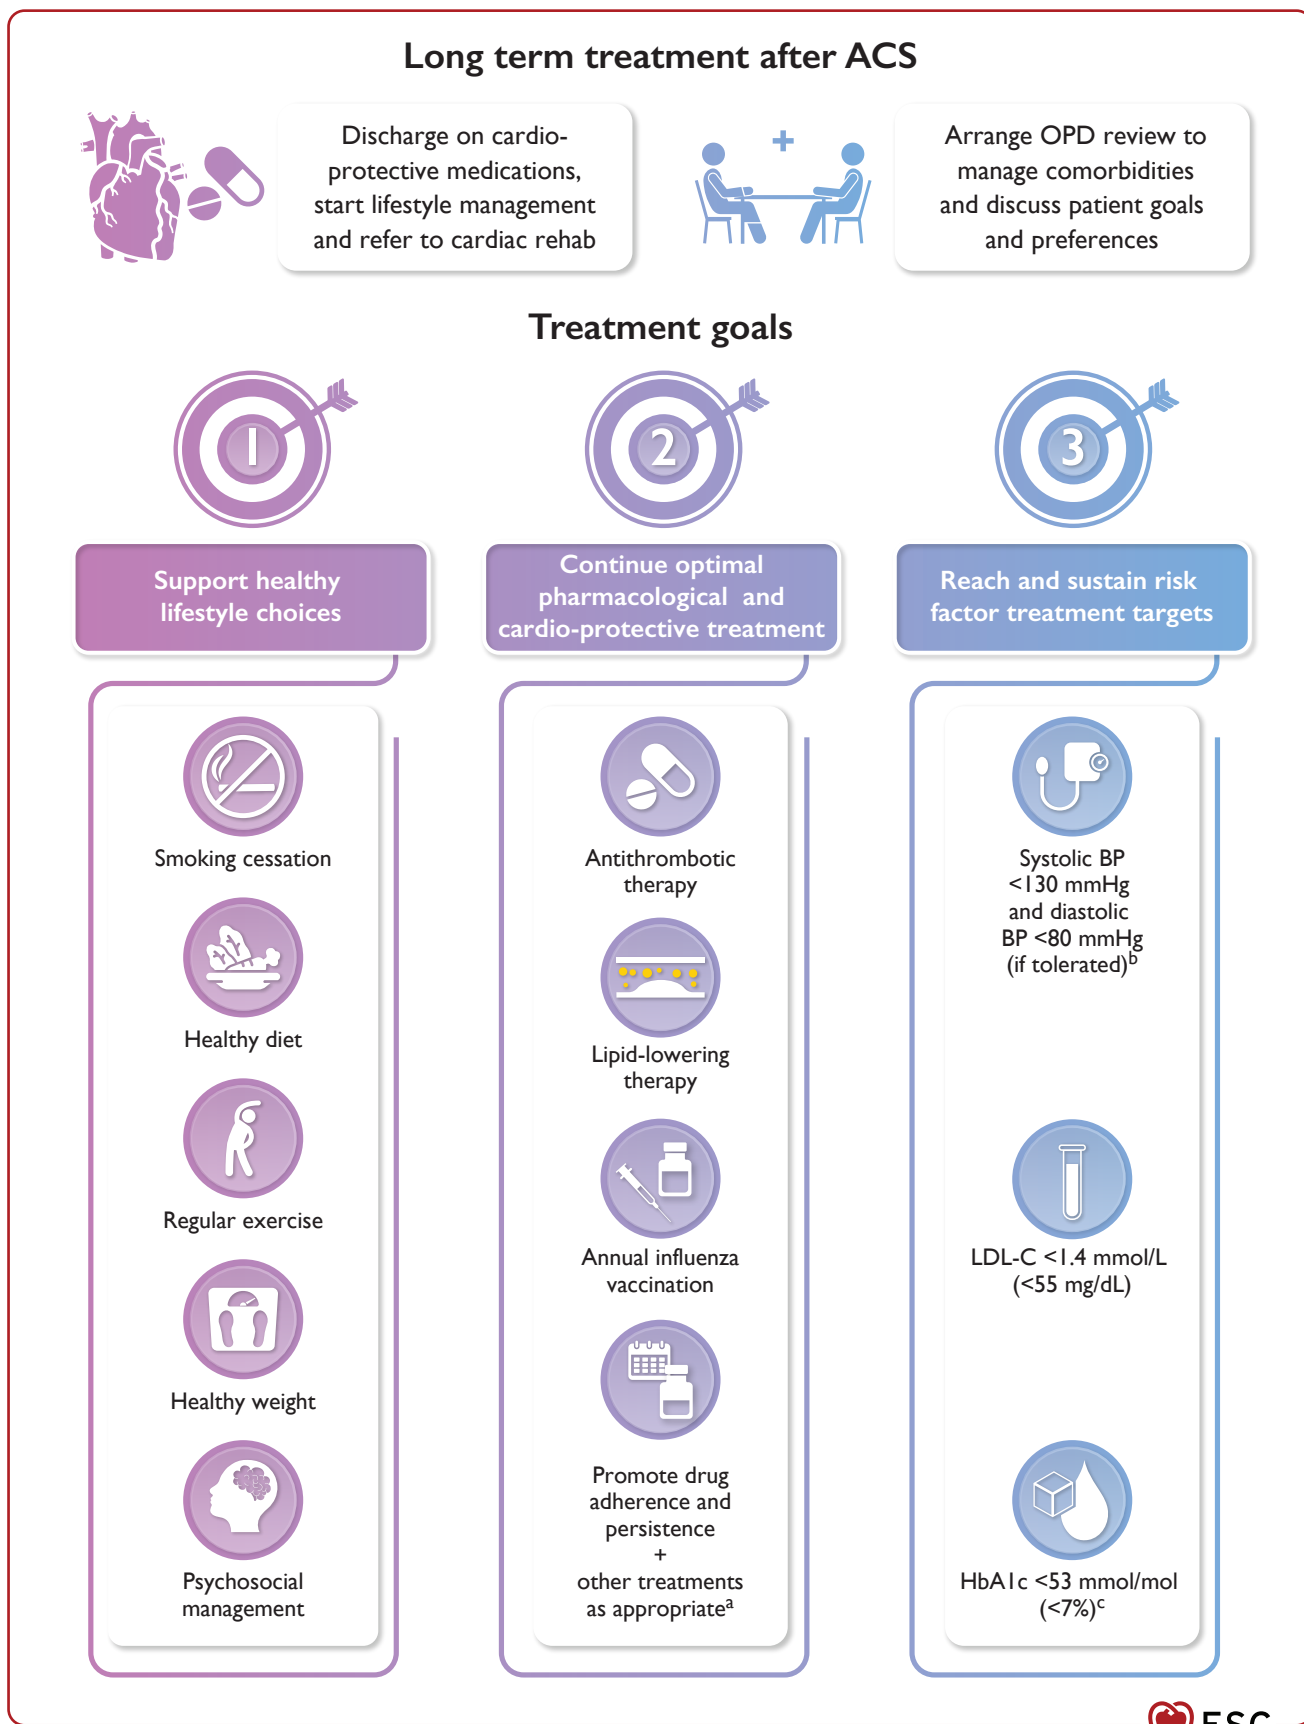 Long term treatment after ACS
Discharge on cardio-
protective medications,
start lifestyle management
and refer to cardiac rehab
Arrange OPD review to
manage comorbidities
and discuss patient goals
and preferences
Treatment goals
1
2
3
Support healthy
lifestyle choices
Continue optimal
pharmacological and
cardio-protective treatment
Reach and sustain risk
factor treatment targets
Smoking cessation
Healthy diet
Regular exercise
Healthy weight
Psychosocial
management
Antithrombotic
therapy
Lipid-lowering
therapy
Annual influenza
vaccination
Promote drug
adherence and
persistence
+
other treatments
as appropriateᵃ
Systolic BP
<130 mmHg
and diastolic
BP <80 mmHg
(if tolerated)ᵇ
LDL-C <1.4 mmol/L
(<55 mg/dL)
HbA1c <53 mmol/mol
(<7%)ᶜ
ESC